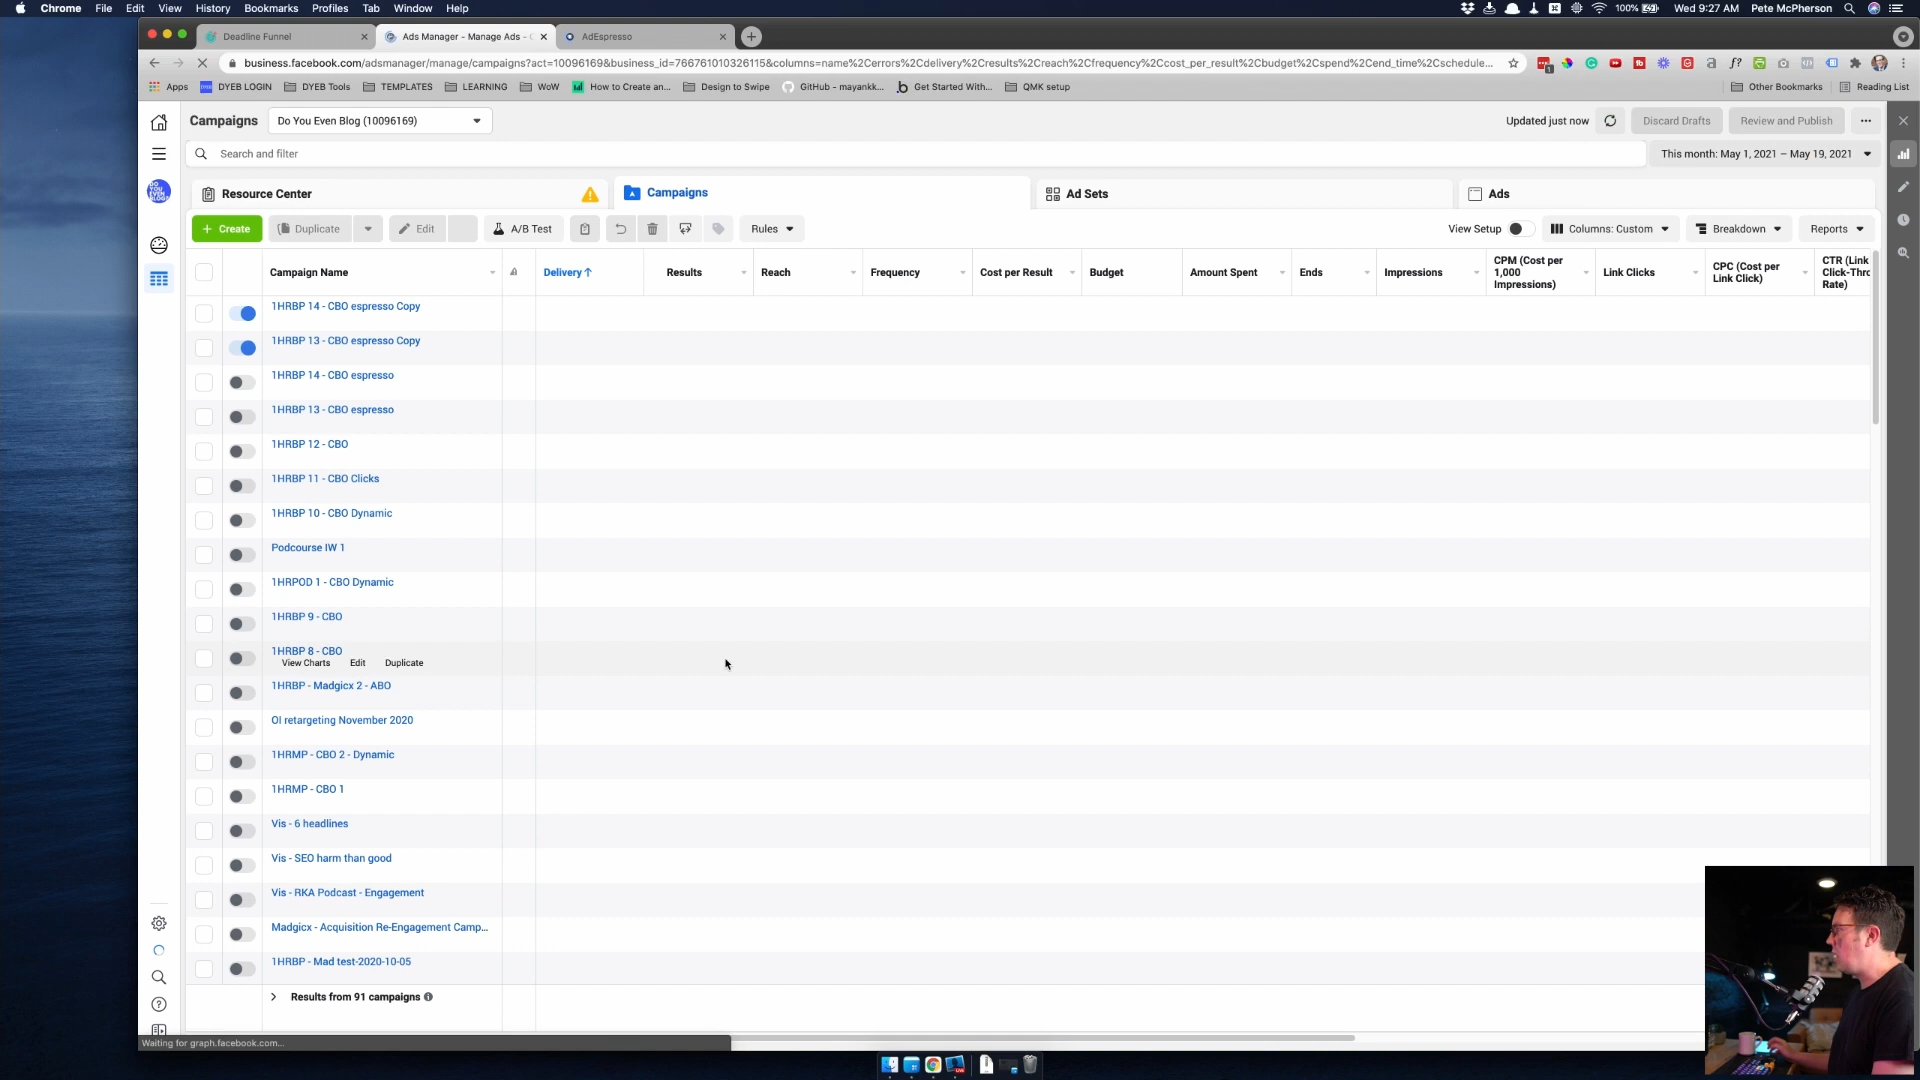 Chrome File Edit View History Bookmarks Profiles Tab Window Help 100% Wed 9:27 AM Pete McPherson
Deadline Funnel Ads Manager - Manage Ads - AdEspresso
business.facebook.com/adsmanager/manage/campaigns?act=10096169&business_id=766761010326115&columns=name%2Cerrors%2Cdelivery%2Cresults%2Creach%2Cfrequency%2Ccost_per_result%2Cbudget%2Cspend%2Cend_time%2Cschedule...
Apps DYEB LOGIN DYEB Tools TEMPLATES LEARNING WoW How to Create an... Design to Swipe GitHub - mayankk... Get Started With... QMK setup Other Bookmarks Reading List
Campaigns Do You Even Blog (10096169) Updated just now Discard Drafts Review and Publish
Search and filter This month: May 1, 2021 – May 19, 2021
Resource Center Campaigns Ad Sets Ads
+ Create Duplicate Edit A/B Test Rules View Setup Columns: Custom Breakdown Reports
Campaign Name Delivery↑ Results Reach Frequency Cost per Result Budget Amount Spent Ends Impressions CPM (Cost per 1,000 Impressions) Link Clicks CPC (Cost per Link Click) CTR (Link Click-Thro Rate)
1HRBP 14 - CBO espresso Copy
1HRBP 13 - CBO espresso Copy
1HRBP 14 - CBO espresso
1HRBP 13 - CBO espresso
1HRBP 12 - CBO
1HRBP 11 - CBO Clicks
1HRBP 10 - CBO Dynamic
Podcourse IW 1
1HRPOD 1 - CBO Dynamic
1HRBP 9 - CBO
1HRBP 8 - CBO
View Charts Edit Duplicate
1HRBP - Madgicx 2 - ABO
OI retargeting November 2020
1HRMP - CBO 2 - Dynamic
1HRMP - CBO 1
Vis - 6 headlines
Vis - SEO harm than good
Vis - RKA Podcast - Engagement
Madgicx - Acquisition Re-Engagement Camp...
1HRBP - Mad test-2020-10-05
Results from 91 campaigns
Waiting for graph.facebook.com...